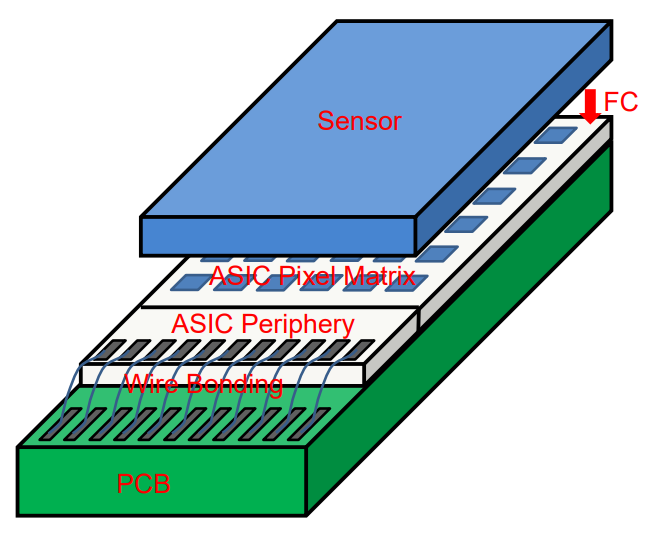 Sensor
FC
ASIC Pixel Matrix
ASIC Periphery
Wire Bonding
PCB